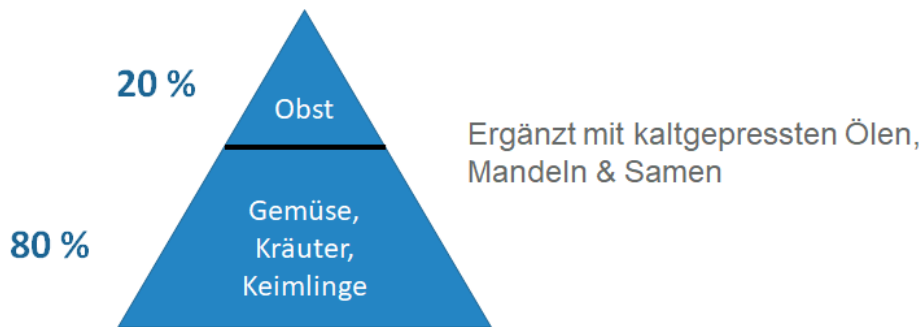 20 %
Obst
Ergänzt mit kaltgepressten Ölen,
Mandeln & Samen
80 %
Gemüse,
Kräuter,
Keimlinge